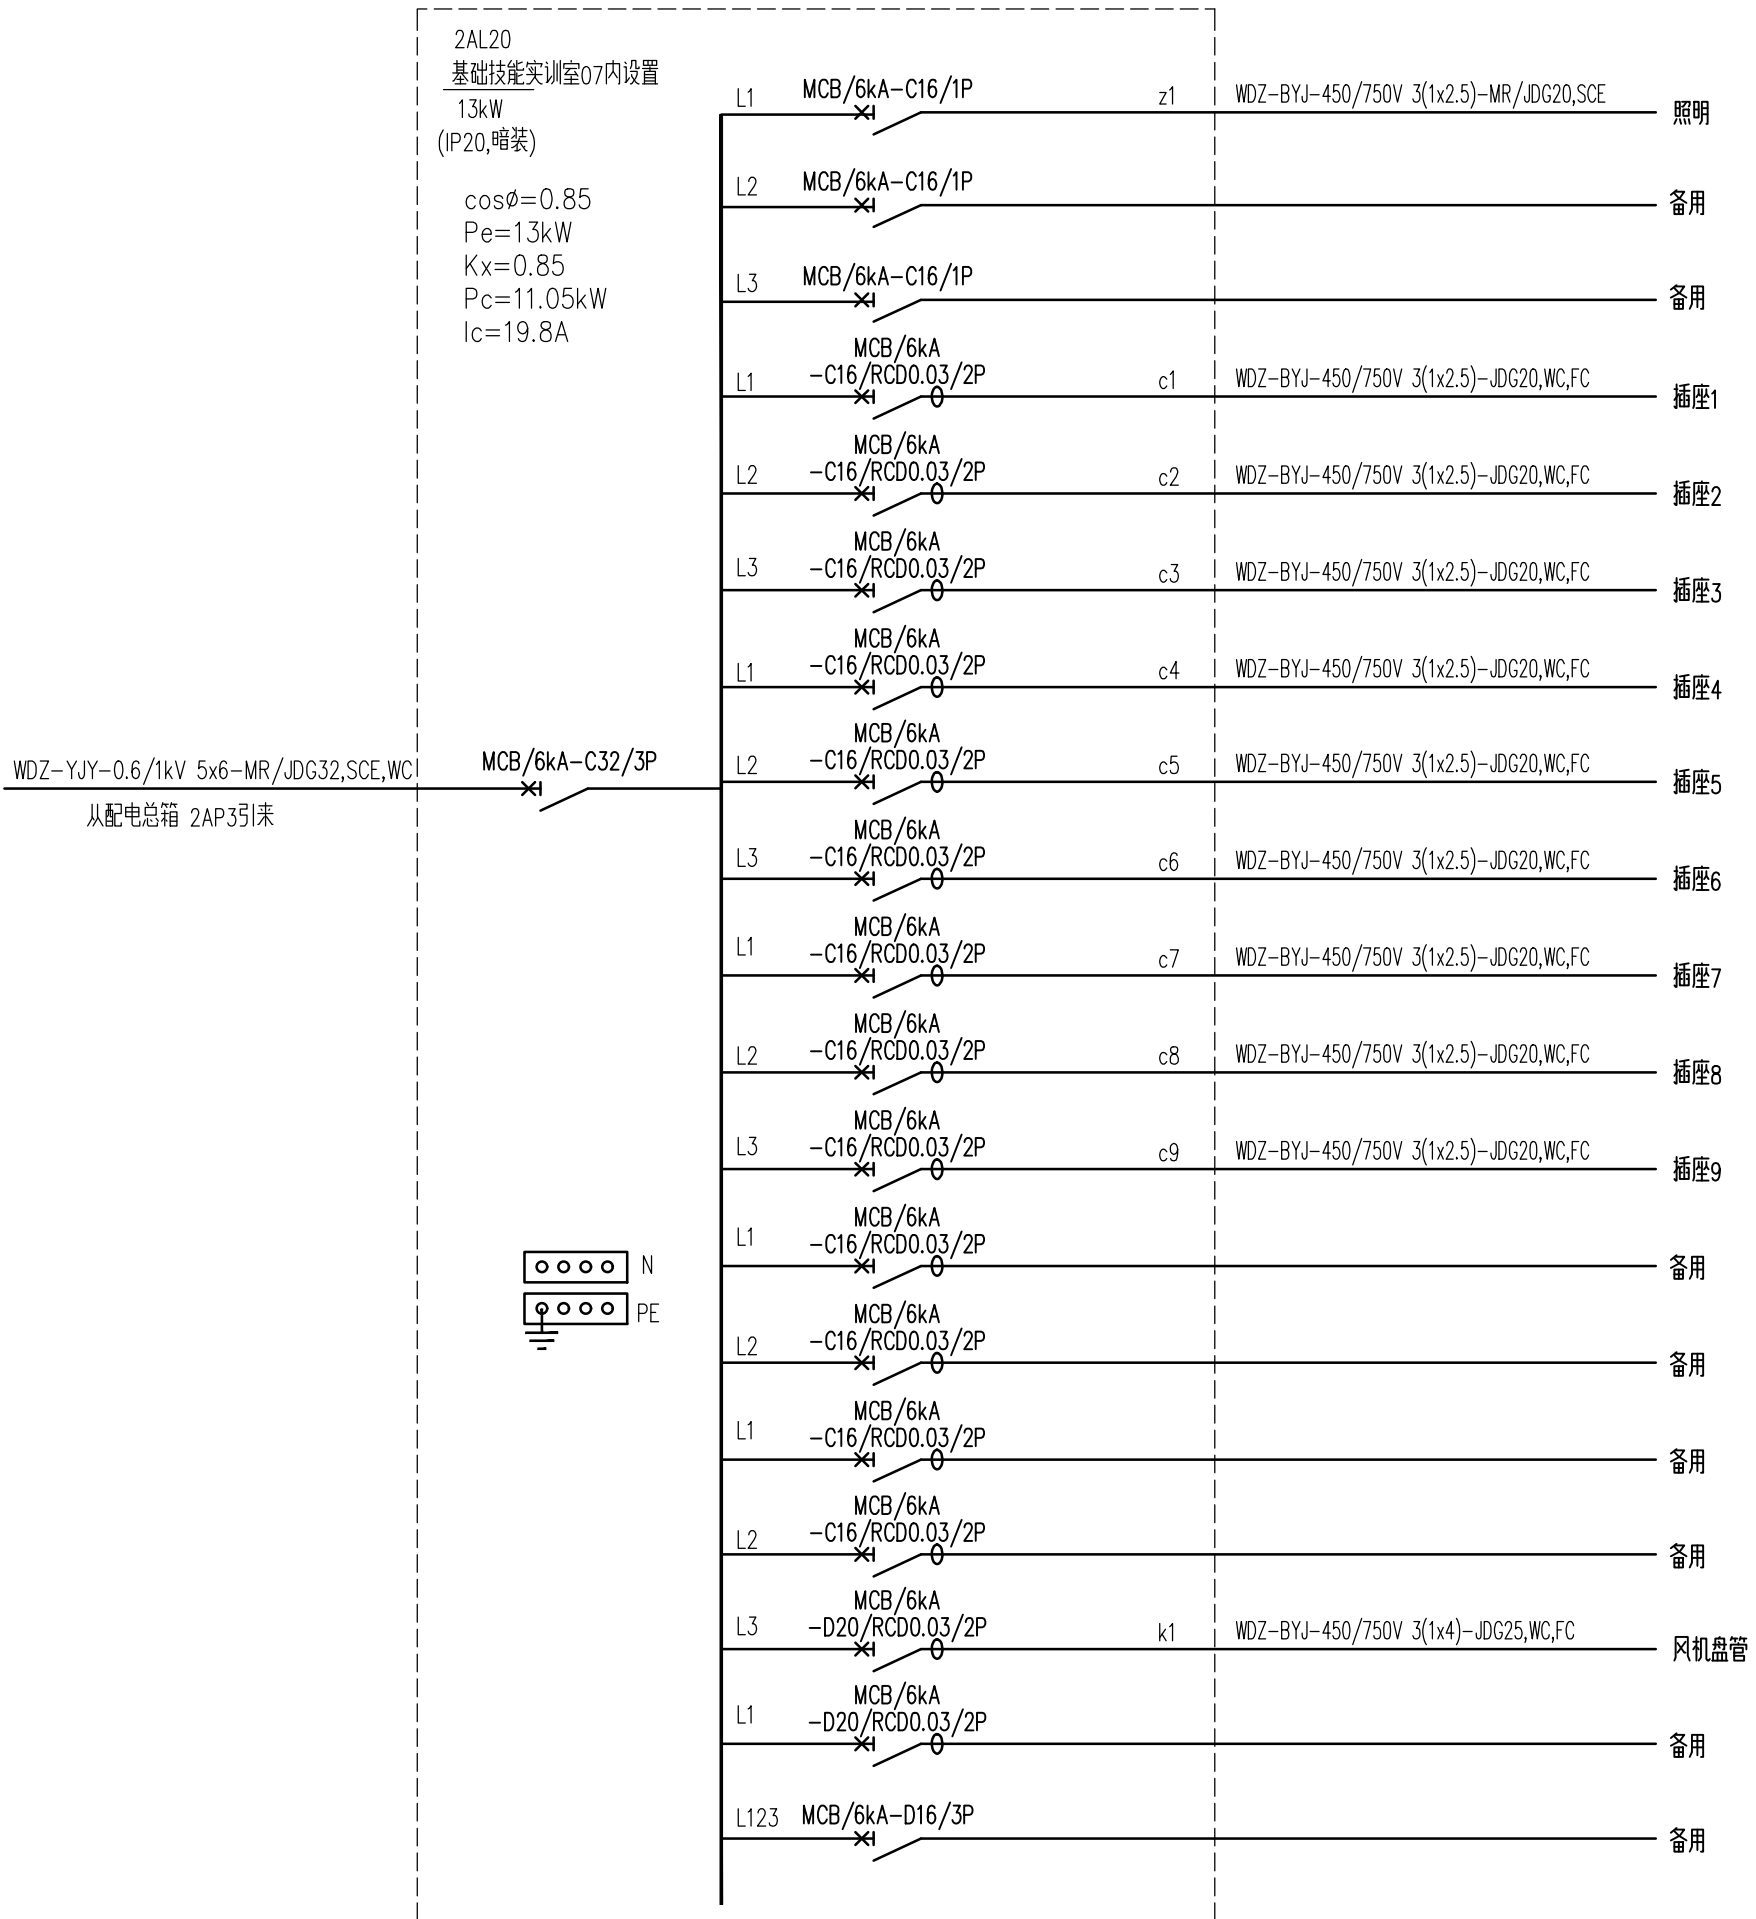 2AL20
基础技能实训室07内设置
13kW
(IP20,暗装)
cosø=0.85
Pe=13kW
Kx=0.85
Pc=11.05kW
Ic=19.8A
WDZ-YJY-0.6/1kV 5x6-MR/JDG32,SCE,WC
从配电总箱 2AP3引来
MCB/6kA-C32/3P
N
PE
L1 MCB/6kA-C16/1P z1 WDZ-BYJ-450/750V 3(1x2.5)-MR/JDG20,SCE 照明
L2 MCB/6kA-C16/1P 备用
L3 MCB/6kA-C16/1P 备用
MCB/6kA
L1 -C16/RCD0.03/2P c1 WDZ-BYJ-450/750V 3(1x2.5)-JDG20,WC,FC 插座1
MCB/6kA
L2 -C16/RCD0.03/2P c2 WDZ-BYJ-450/750V 3(1x2.5)-JDG20,WC,FC 插座2
MCB/6kA
L3 -C16/RCD0.03/2P c3 WDZ-BYJ-450/750V 3(1x2.5)-JDG20,WC,FC 插座3
MCB/6kA
L1 -C16/RCD0.03/2P c4 WDZ-BYJ-450/750V 3(1x2.5)-JDG20,WC,FC 插座4
MCB/6kA
L2 -C16/RCD0.03/2P c5 WDZ-BYJ-450/750V 3(1x2.5)-JDG20,WC,FC 插座5
MCB/6kA
L3 -C16/RCD0.03/2P c6 WDZ-BYJ-450/750V 3(1x2.5)-JDG20,WC,FC 插座6
MCB/6kA
L1 -C16/RCD0.03/2P c7 WDZ-BYJ-450/750V 3(1x2.5)-JDG20,WC,FC 插座7
MCB/6kA
L2 -C16/RCD0.03/2P c8 WDZ-BYJ-450/750V 3(1x2.5)-JDG20,WC,FC 插座8
MCB/6kA
L3 -C16/RCD0.03/2P c9 WDZ-BYJ-450/750V 3(1x2.5)-JDG20,WC,FC 插座9
MCB/6kA
L1 -C16/RCD0.03/2P 备用
MCB/6kA
L2 -C16/RCD0.03/2P 备用
MCB/6kA
L1 -C16/RCD0.03/2P 备用
MCB/6kA
L2 -C16/RCD0.03/2P 备用
MCB/6kA
L3 -D20/RCD0.03/2P k1 WDZ-BYJ-450/750V 3(1x4)-JDG25,WC,FC 风机盘管
MCB/6kA
L1 -D20/RCD0.03/2P 备用
L123 MCB/6kA-D16/3P 备用